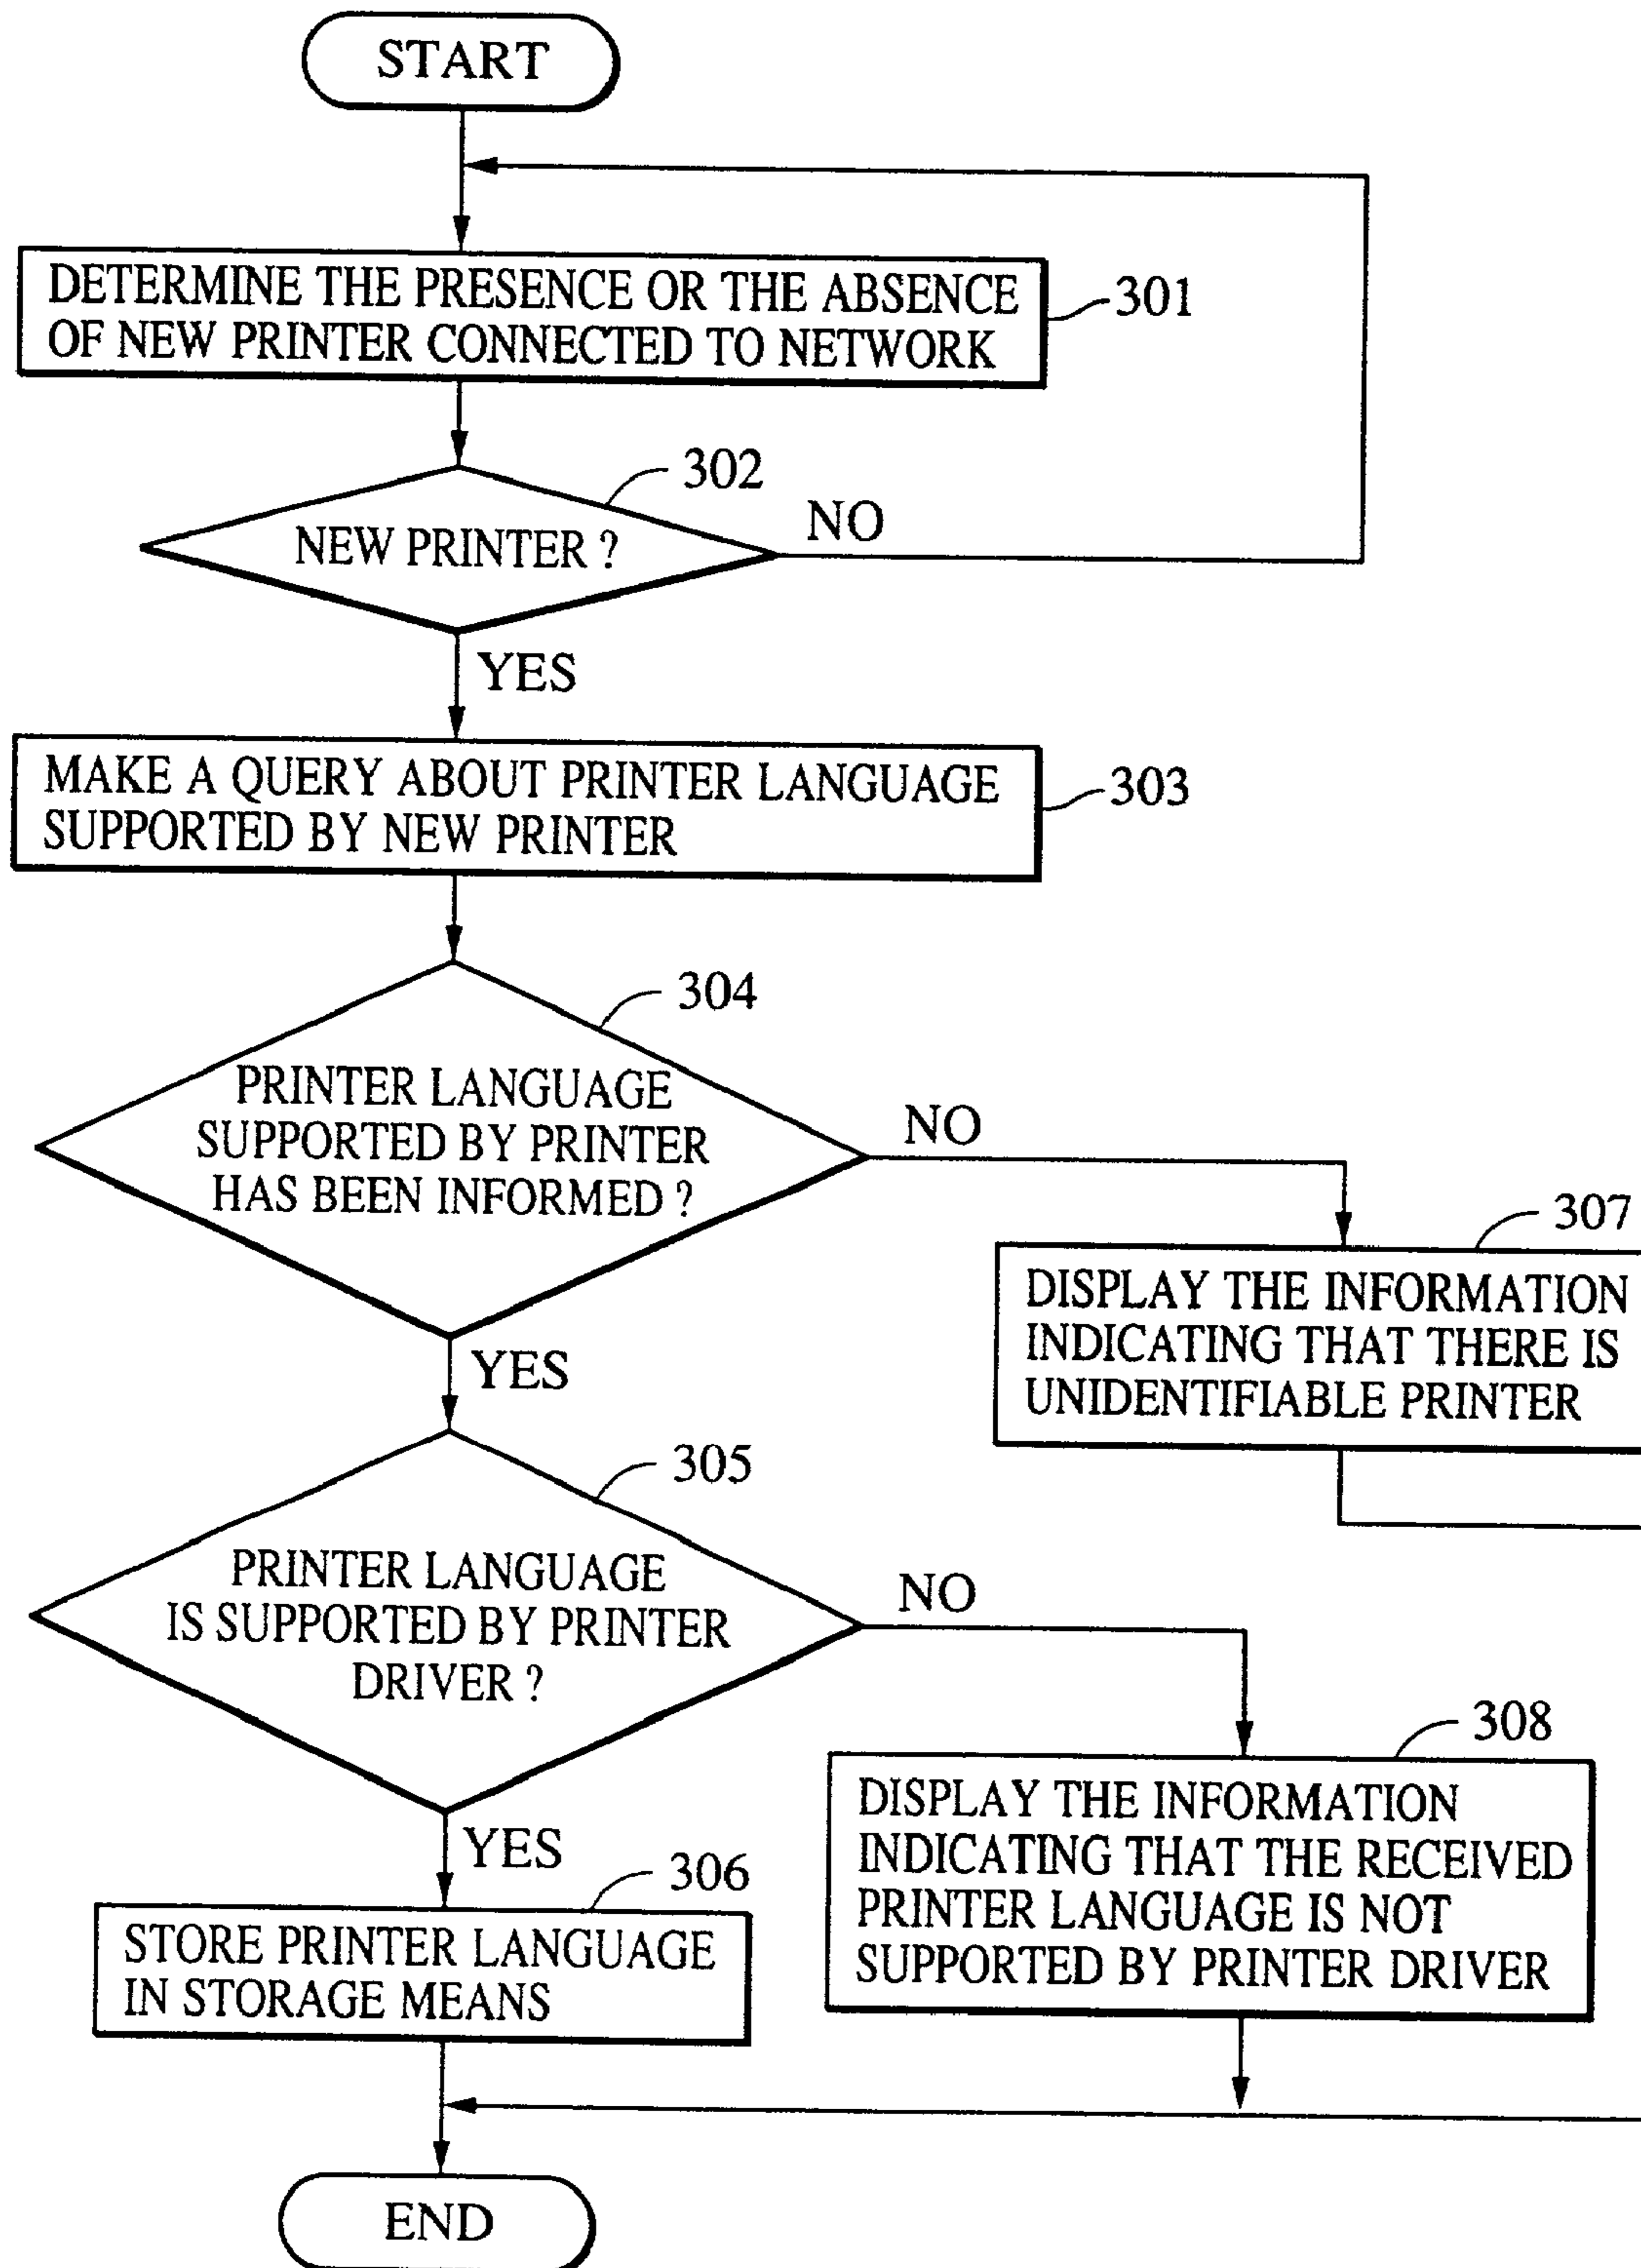 START
DETERMINE THE PRESENCE OR THE ABSENCE
OF NEW PRINTER CONNECTED TO NETWORK
301
302
NEW PRINTER ?
NO
YES
MAKE A QUERY ABOUT PRINTER LANGUAGE
SUPPORTED BY NEW PRINTER
303
304
PRINTER LANGUAGE
SUPPORTED BY PRINTER
HAS BEEN INFORMED ?
NO
YES
307
DISPLAY THE INFORMATION
INDICATING THAT THERE IS
UNIDENTIFIABLE PRINTER
305
PRINTER LANGUAGE
IS SUPPORTED BY PRINTER
DRIVER ?
NO
YES
308
DISPLAY THE INFORMATION
INDICATING THAT THE RECEIVED
PRINTER LANGUAGE IS NOT
SUPPORTED BY PRINTER DRIVER
306
STORE PRINTER LANGUAGE
IN STORAGE MEANS
END